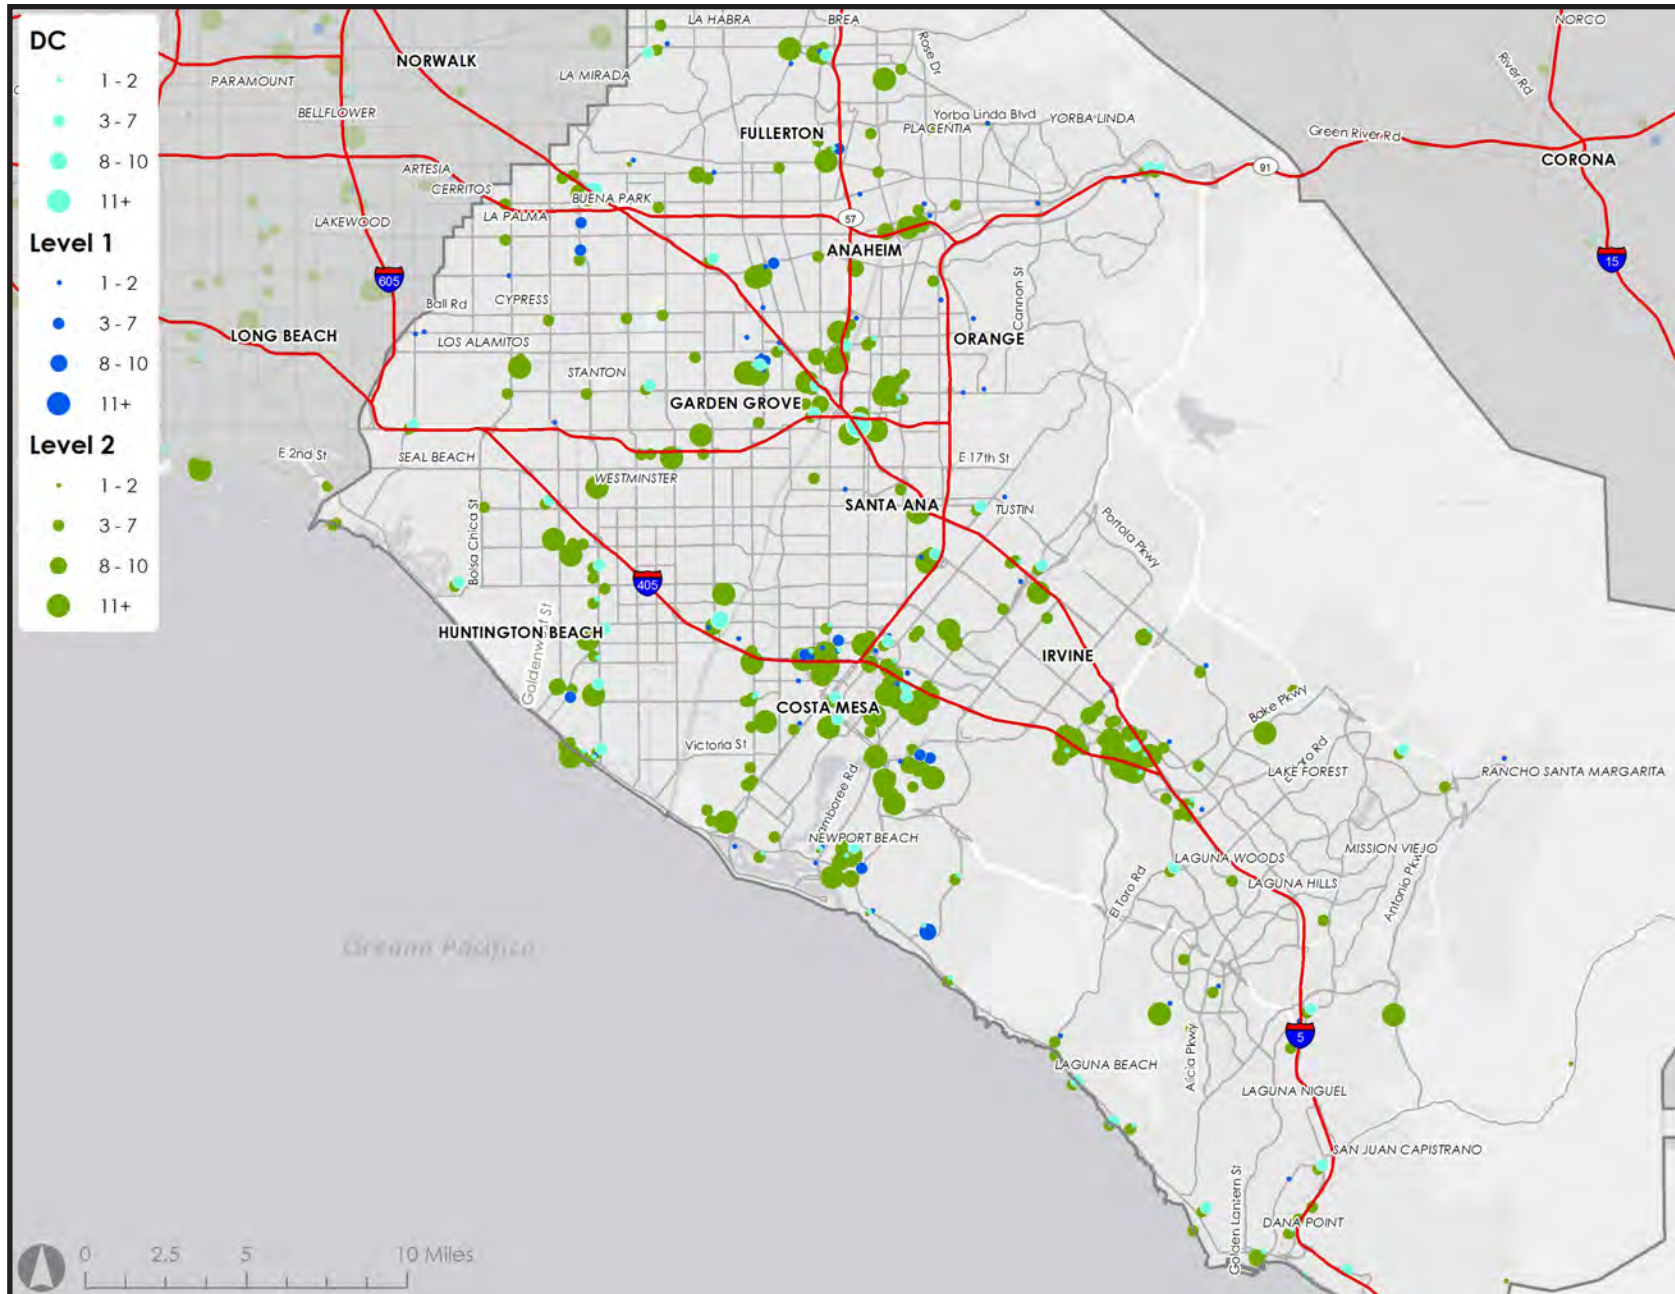 DC
1 - 2
3 - 7
8 - 10
11+
Level 1
1 - 2
3 - 7
8 - 10
11+
Level 2
1 - 2
3 - 7
8 - 10
11+
LA HABRA
BREA
NORCO
NORWALK
Rose Dr
River Rd
PARAMOUNT
LA MIRADA
BELLFLOWER
Yorba Linda Blvd
YORBA LINDA
PLACENTIA
FULLERTON
Green River Rd
CORONA
91
ARTESIA
CERRITOS
BUENA PARK
LA PALMA
57
LAKEWOOD
ANAHEIM
15
605
Cannon St
Ball Rd
CYPRESS
LONG BEACH
LOS ALAMITOS
ORANGE
STANTON
GARDEN GROVE
E 2nd St
SEAL BEACH
E 17th St
WESTMINSTER
SANTA ANA
TUSTIN
Bolsa Chica St
Portola Pkwy
405
HUNTINGTON BEACH
Goldenwest St
IRVINE
COSTA MESA
Bake Pkwy
Victoria St
LAKE FOREST
RANCHO SANTA MARGARITA
Jamboree Rd
NEWPORT BEACH
LAGUNA WOODS
MISSION VIEJO
LAGUNA HILLS
El Toro Rd
Antonio Pkwy
Oceano Pacifico
5
Alicia Pkwy
LAGUNA BEACH
LAGUNA NIGUEL
SAN JUAN CAPISTRANO
Golden Lantern St
DANA POINT
0
2.5
5
10 Miles